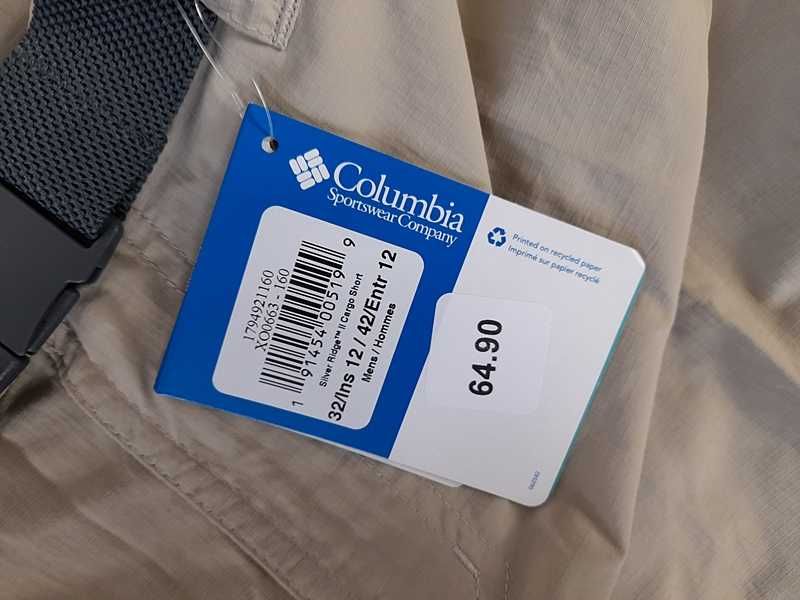 Columbia
Sportswear Company
Printed on recycled paper
Imprimé sur papier recyclé
1794921160
XO0663 - 160
1 91454 00519 9
Silver Ridge™ II Cargo Short
32/Ins 12 / 42/Entr 12
Mens / Hommes
64.90